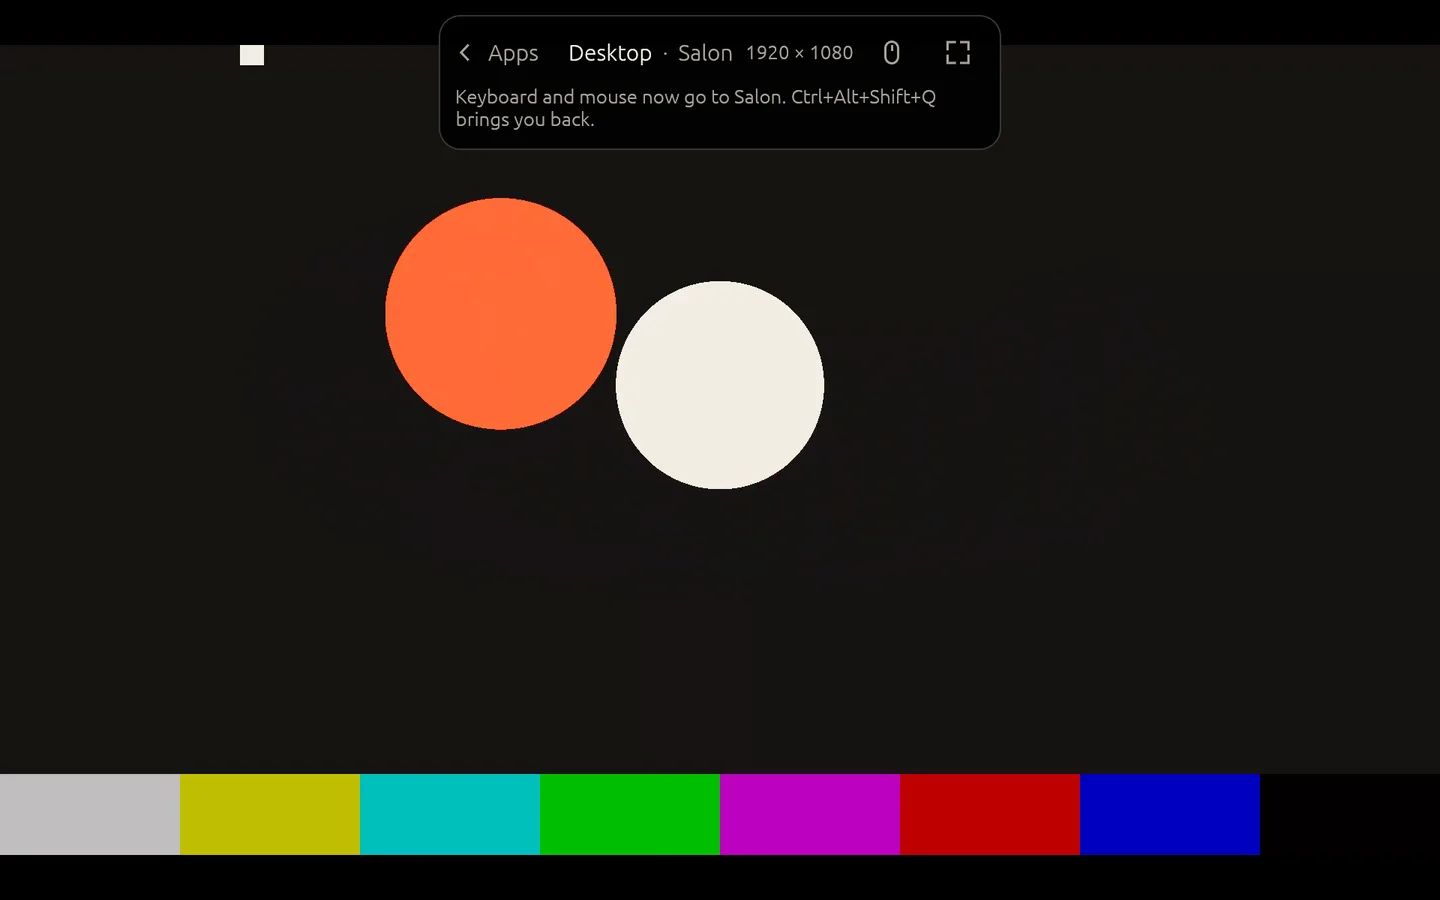 Apps Desktop · Salon 1920 × 1080
Keyboard and mouse now go to Salon. Ctrl+Alt+Shift+Q
brings you back.